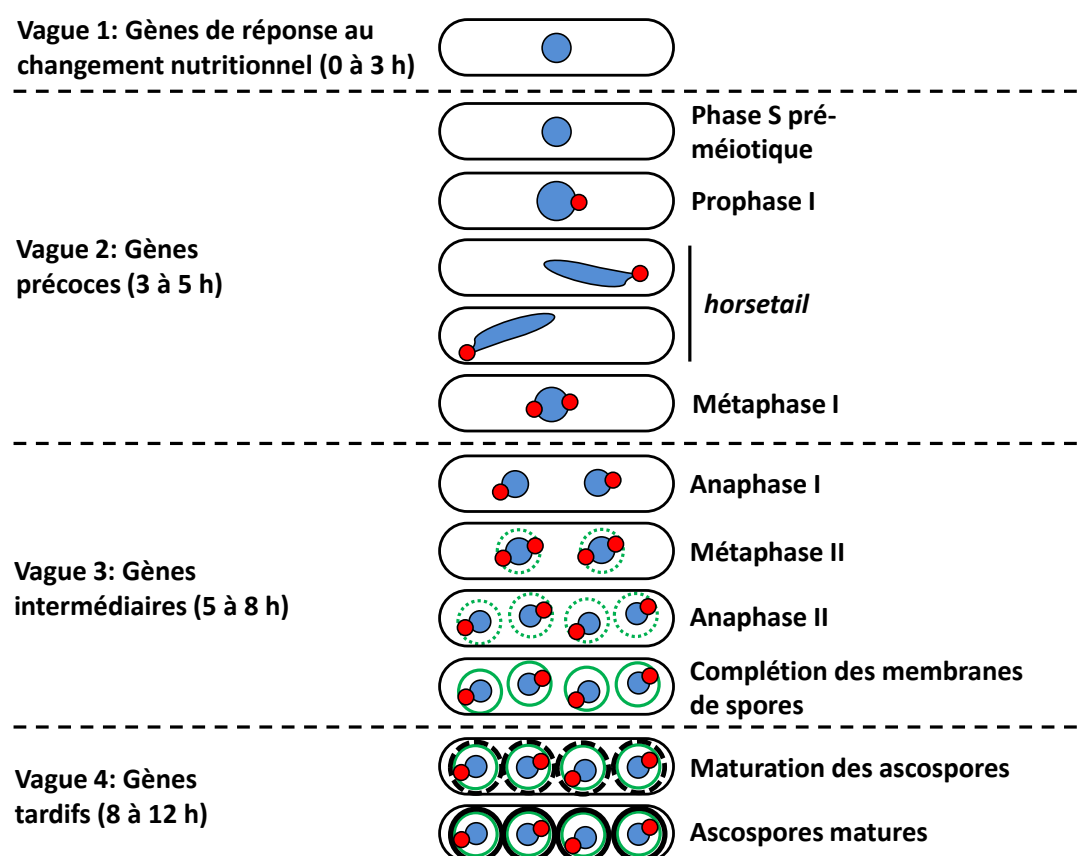 Vague 1: Gènes de réponse au
changement nutritionnel (0 à 3 h)
Vague 2: Gènes
précoces (3 à 5 h)
Phase S pré-
méiotique
Prophase I
horsetail
Métaphase I
Vague 3: Gènes
intermédiaires (5 à 8 h)
Anaphase I
Métaphase II
Anaphase II
Complétion des membranes
de spores
Vague 4: Gènes
tardifs (8 à 12 h)
Maturation des ascospores
Ascospores matures